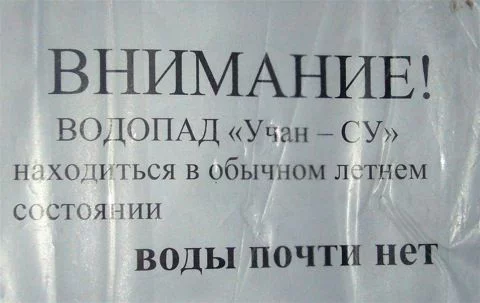 ВНИМАНИЕ!
ВОДОПАД «Учан – СУ»
находиться в обычном летнем
состоянии
воды почти нет